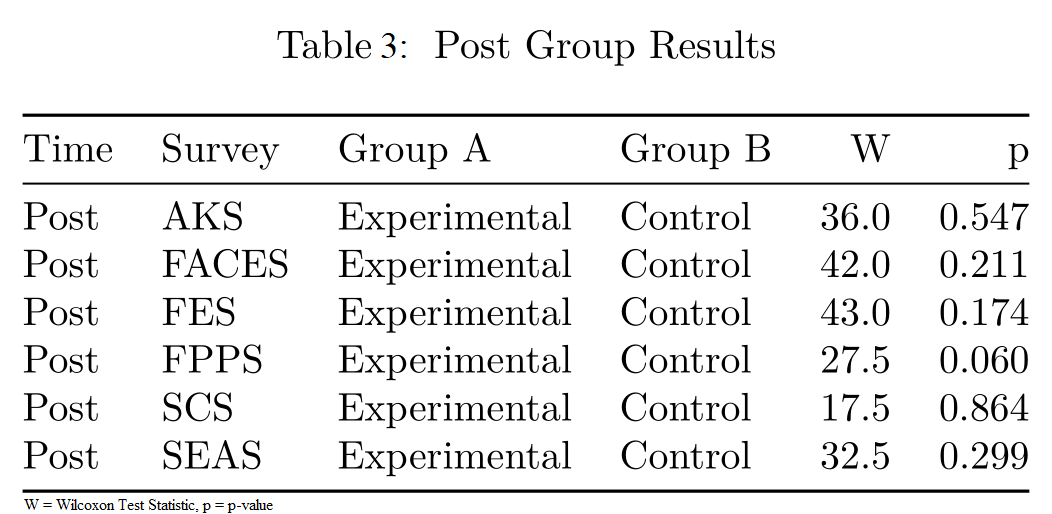 Table 3: Post Group Results
Time Survey Group A Group B W p
Post AKS Experimental Control 36.0 0.547
Post FACES Experimental Control 42.0 0.211
Post FES Experimental Control 43.0 0.174
Post FPPS Experimental Control 27.5 0.060
Post SCS Experimental Control 17.5 0.864
Post SEAS Experimental Control 32.5 0.299
W = Wilcoxon Test Statistic, p = p-value